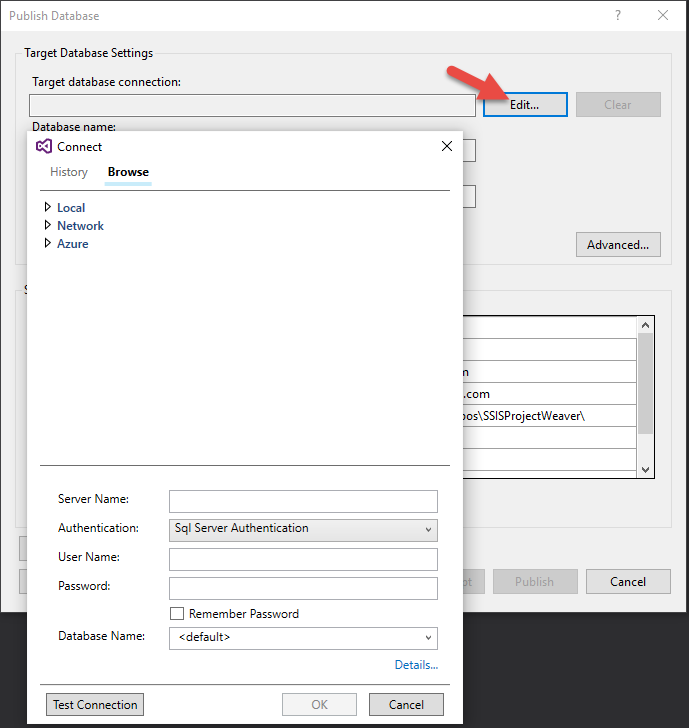 Publish Database
?
Target Database Settings
Target database connection:
Edit...
Clear
Database name:
Connect
History Browse
Local
Network
Azure
Advanced...
.com
os\SSISProjectWeaver\
Server Name:
Authentication: Sql Server Authentication
User Name:
Password:
Remember Password
Database Name: <default>
Details...
Publish Cancel
Test Connection OK Cancel